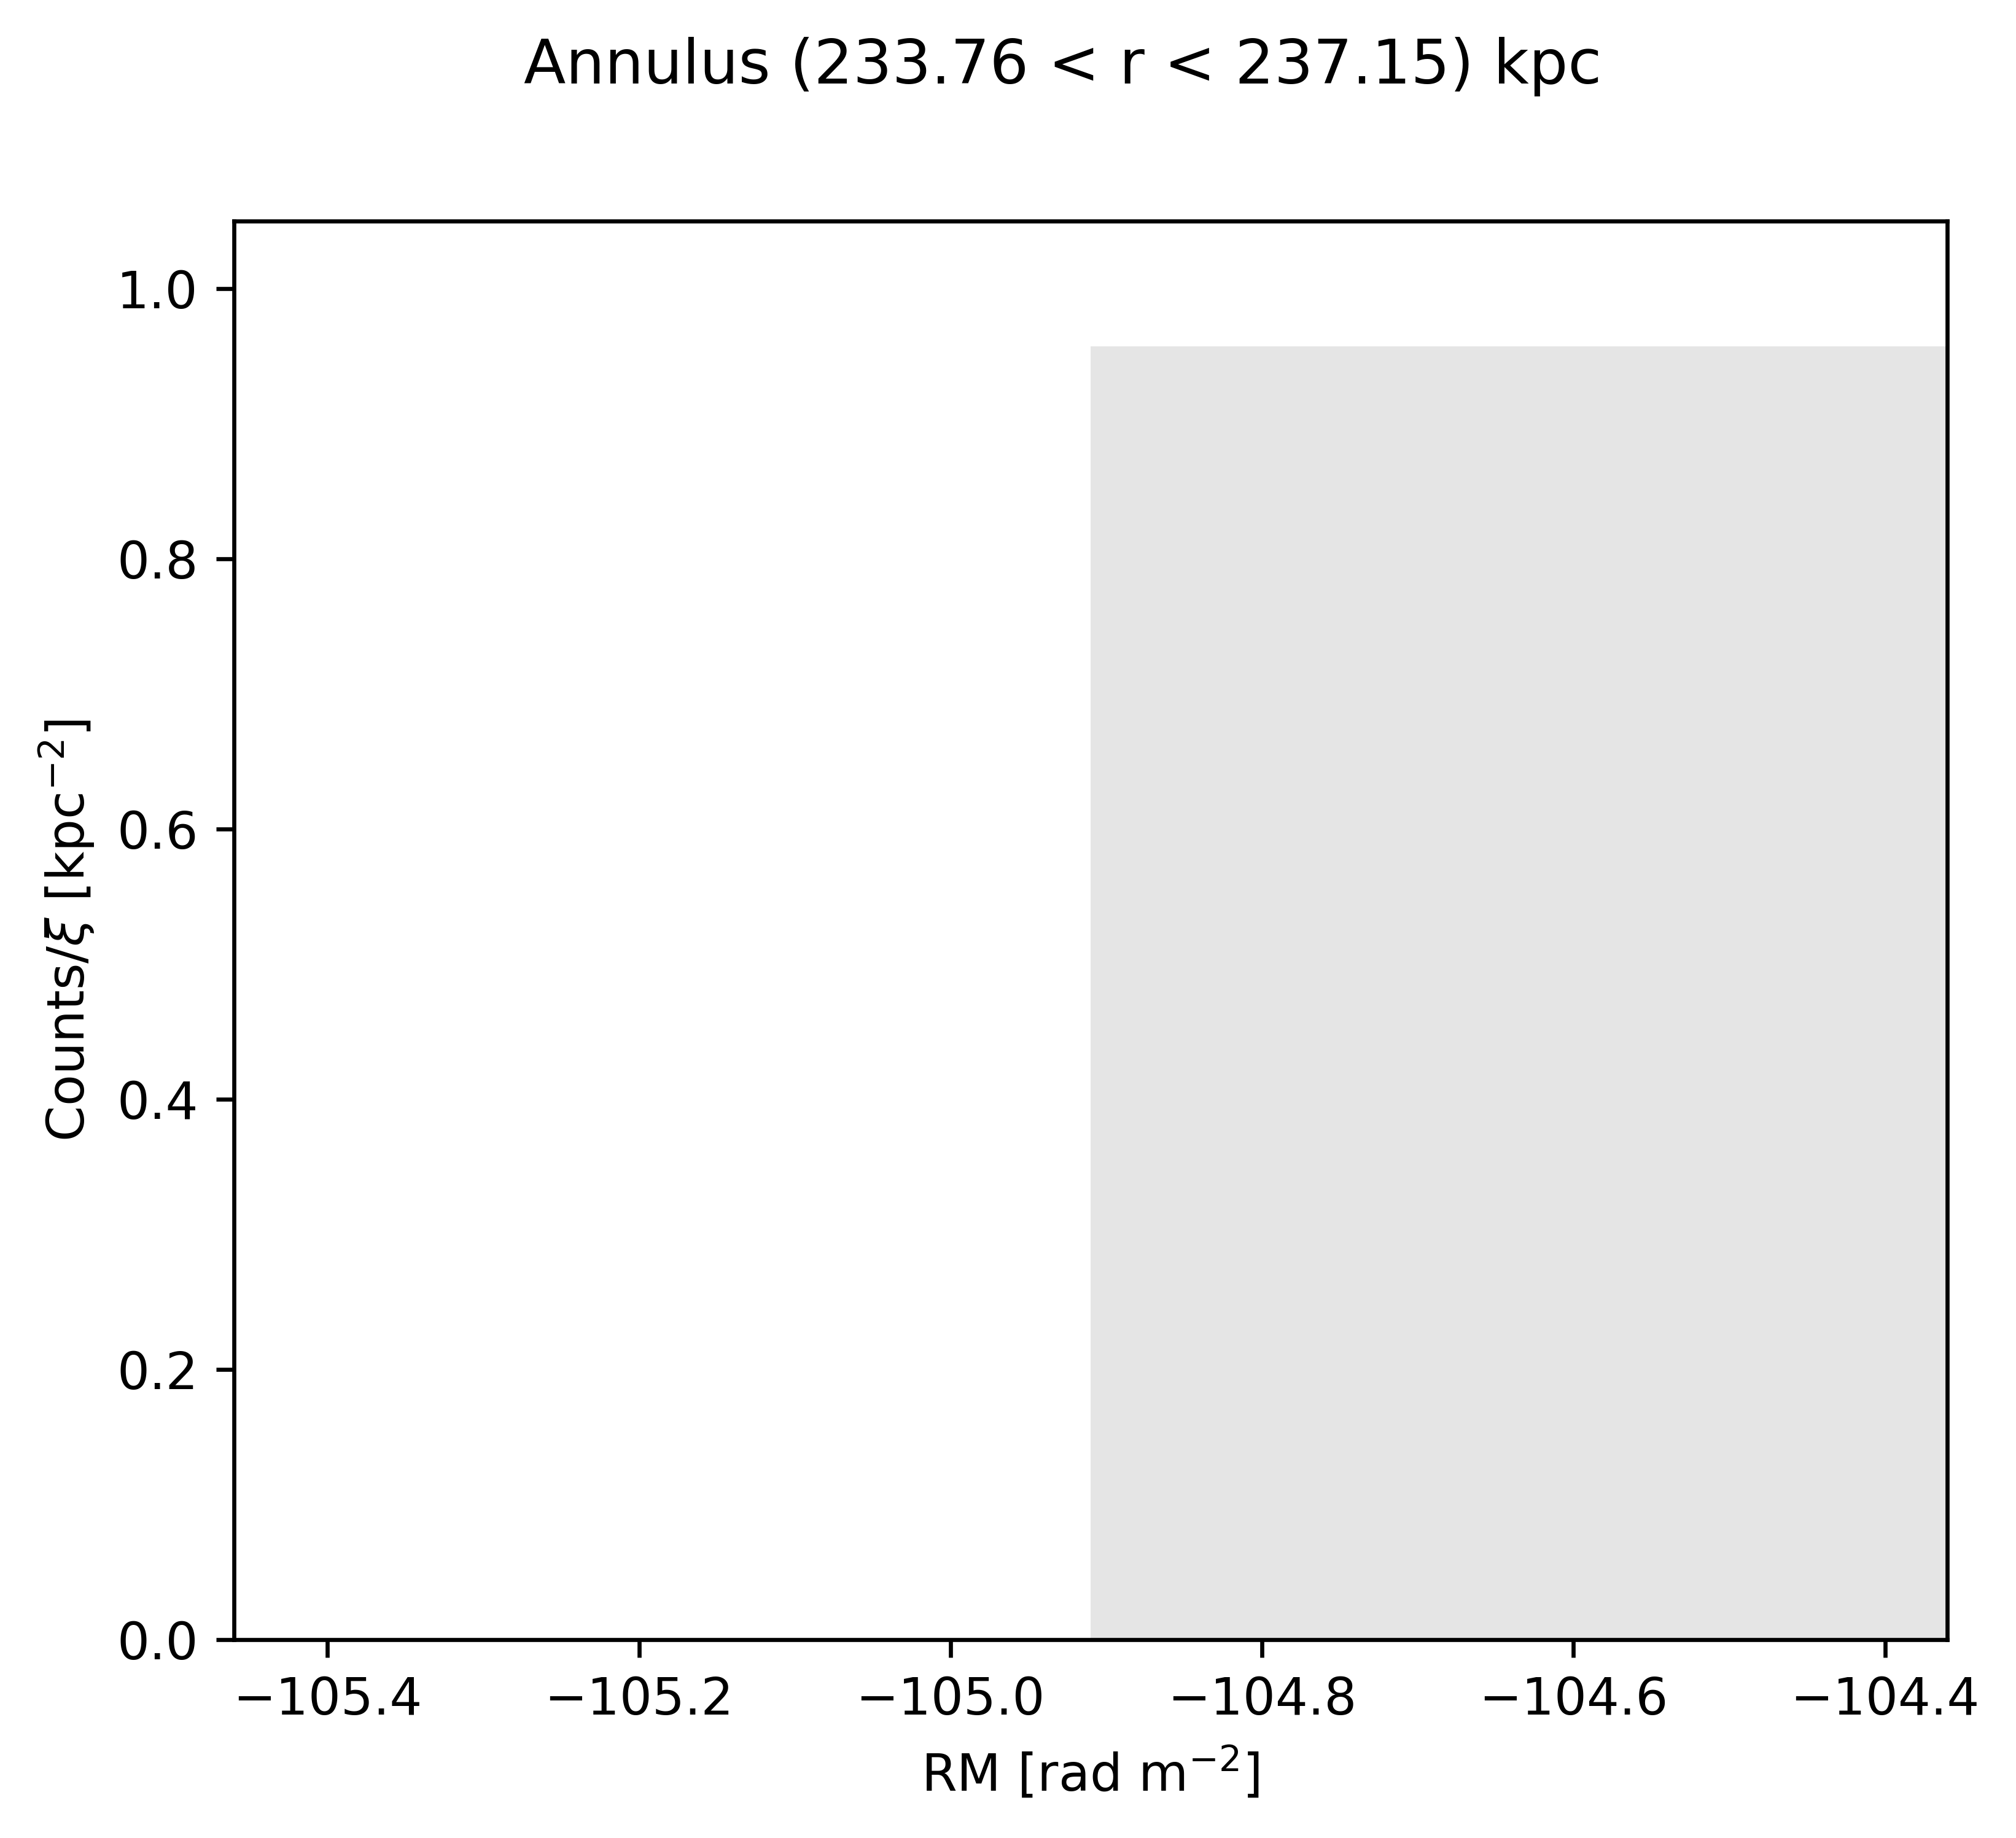 Annulus (233.76 < r < 237.15) kpc
1.0
0.8
0.6
0.4
0.2
0.0
Counts/ξ [kpc⁻²]
−105.4 −105.2 −105.0 −104.8 −104.6 −104.4
RM [rad m⁻²]